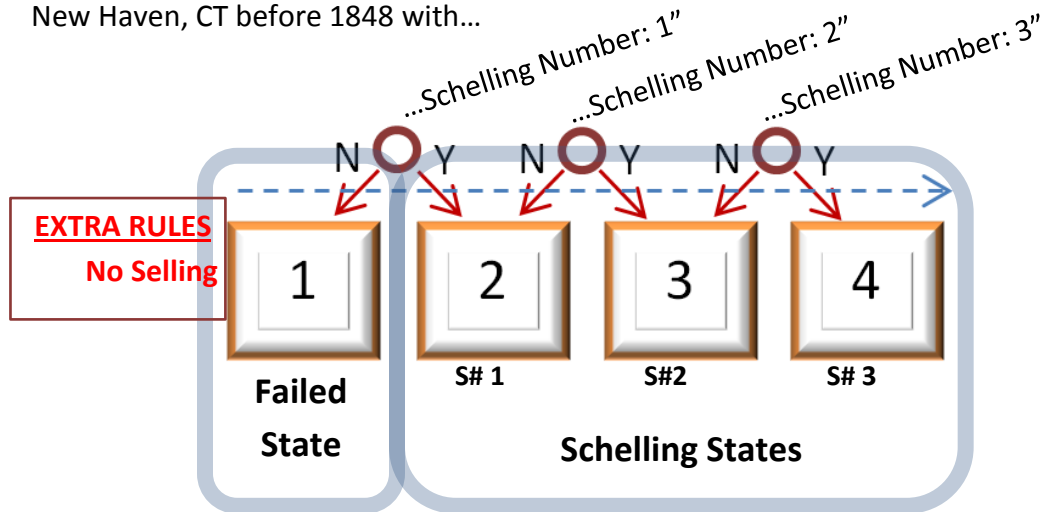 New Haven, CT before 1848 with…
…Schelling Number: 1”
…Schelling Number: 2”
…Schelling Number: 3”
N Y N Y N Y
EXTRA RULES
No Selling
1 2 3 4
S# 1 S#2 S# 3
Failed
State
Schelling States